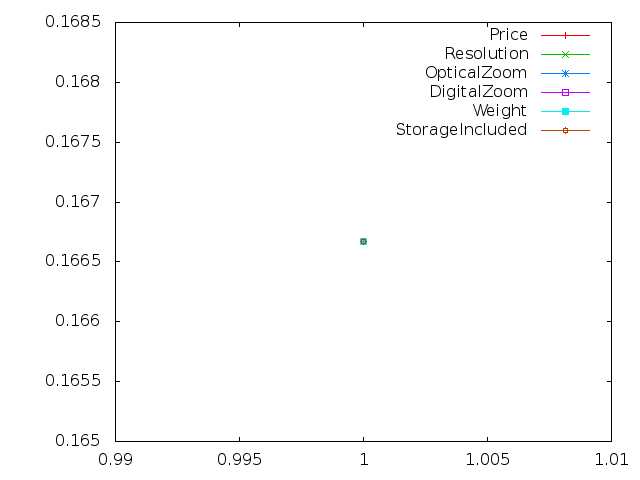 0.1685
Price
Resolution
0.168
OpticalZoom
DigitalZoom
Weight
StorageIncluded
0.1675
0.167
0.1665
0.166
0.1655
0.165
0.99
0.995
1
1.005
1.01